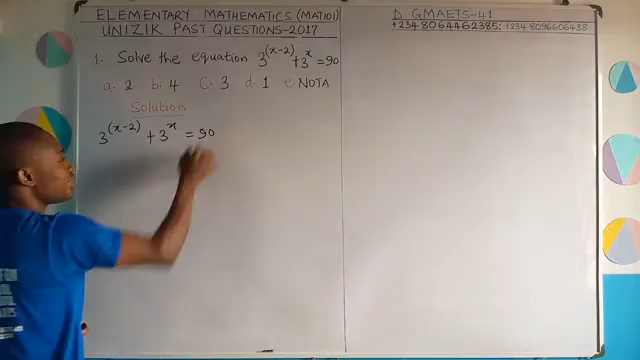 ELEMENTARY MATHEMATICS (MAT101)
UNIZIK PAST QUESTIONS-2017
1. Solve the equation 3^(x-2) + 3^x = 90
a. 2 b. 4 c. 3 d. 1 e. NOTA
Solution
3^(x-2) + 3^x = 90
D GMAETS-41
+234 8064462385; +234 8096606438